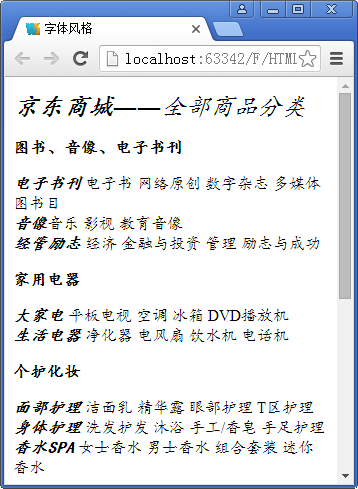 字体风格
localhost:63342/F/HTMl
京东商城——全部商品分类
图书、音像、电子书刊
电子书刊 电子书 网络原创 数字杂志 多媒体
图书目
音像音乐 影视 教育音像
经管励志 经济 金融与投资 管理 励志与成功
家用电器
大家电 平板电视 空调 冰箱 DVD播放机
生活电器 净化器 电风扇 饮水机 电话机
个护化妆
面部护理 洁面乳 精华露 眼部护理 T区护理
身体护理 洗发护发 沐浴 手工/香皂 手足护理
香水SPA 女士香水 男士香水 组合套装 迷你
香水